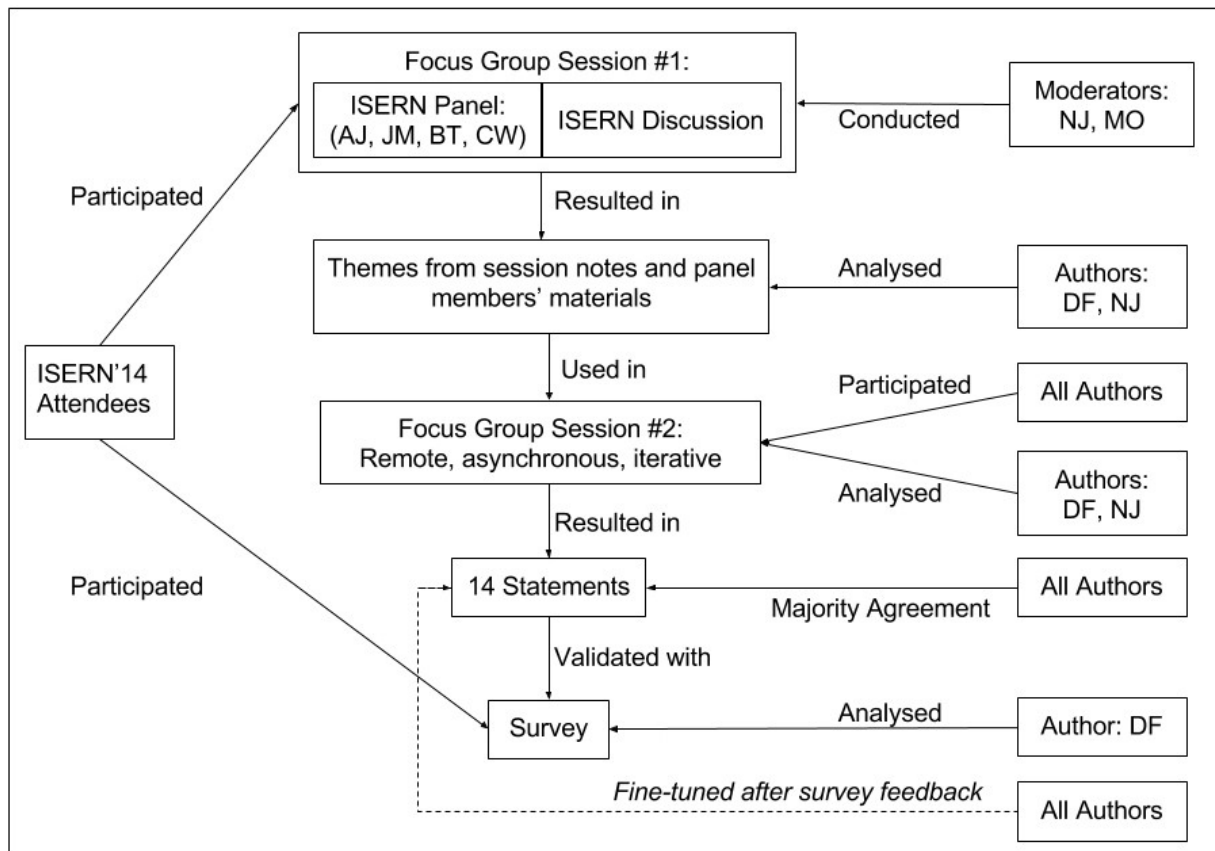 Focus Group Session #1:
ISERN Panel:
(AJ, JM, BT, CW)
ISERN Discussion
Moderators:
NJ, MO
Conducted
Participated
Resulted in
Themes from session notes and panel
members' materials
Analysed
Authors:
DF, NJ
ISERN'14
Attendees
Used in
Participated
All Authors
Focus Group Session #2:
Remote, asynchronous, iterative
Analysed
Authors:
DF, NJ
Resulted in
Participated
14 Statements
Majority Agreement
All Authors
Validated with
Survey
Analysed
Author: DF
Fine-tuned after survey feedback
All Authors